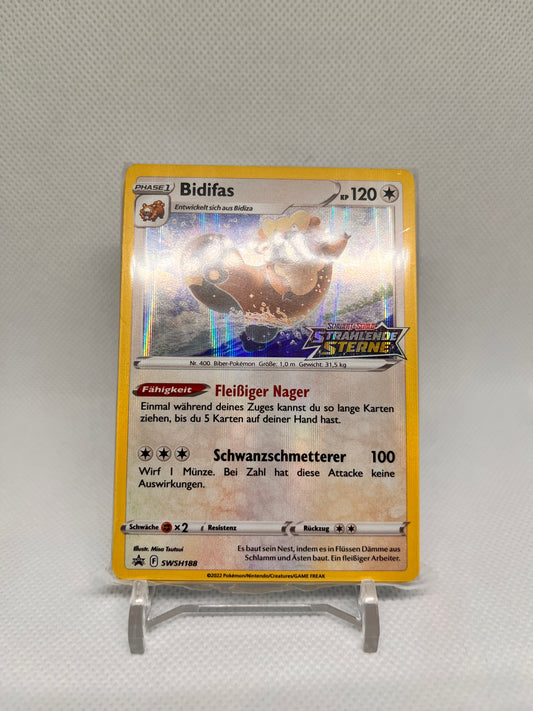 PHASE 1
Bidifas
KP 120
Entwickelt sich aus Bidiza
STRAHLENDE
STERNE
Nr. 400 Biber-Pokémon Größe: 1,0 m Gewicht: 31,5 kg
Fähigkeit Fleißiger Nager
Einmal während deines Zuges kannst du so lange Karten
ziehen, bis du 5 Karten auf deiner Hand hast.
Schwanzschmetterer 100
Wirf 1 Münze. Bei Zahl hat diese Attacke keine
Auswirkungen.
Schwäche ×2 Resistenz Rückzug
Illustr. Misa Tsutsui
Es baut sein Nest, indem es in Flüssen Dämme aus
Schlamm und Ästen baut. Ein fleißiger Arbeiter.
F SWSH188
©2022 Pokémon/Nintendo/Creatures/GAME FREAK